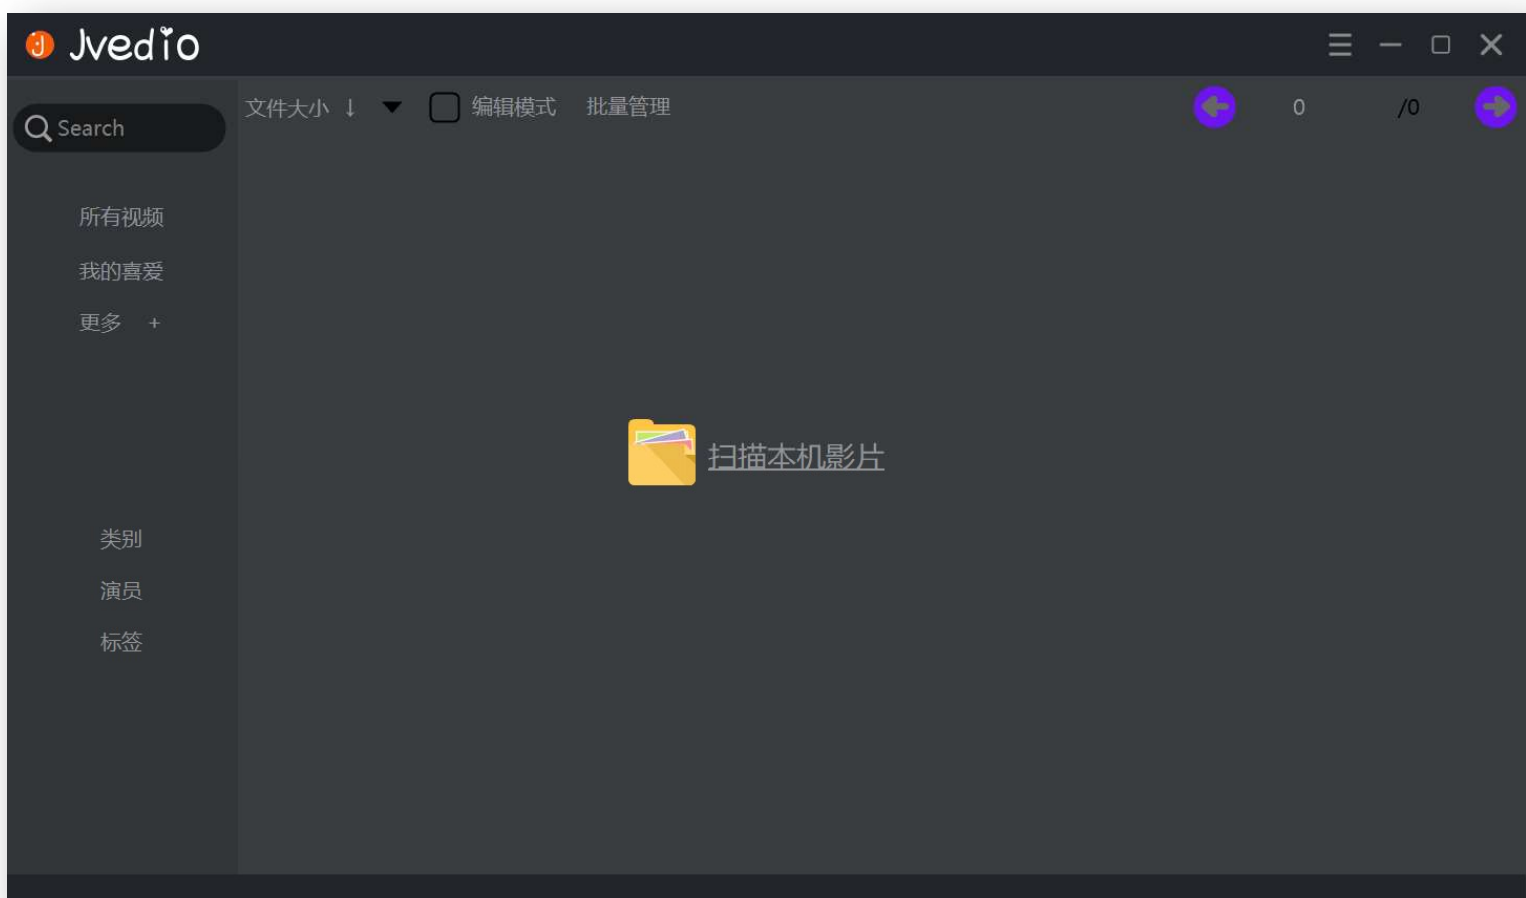 Jvedio
Search
文件大小 ↓ 编辑模式 批量管理 0 /0
所有视频
我的喜爱
更多 +
扫描本机影片
类别
演员
标签